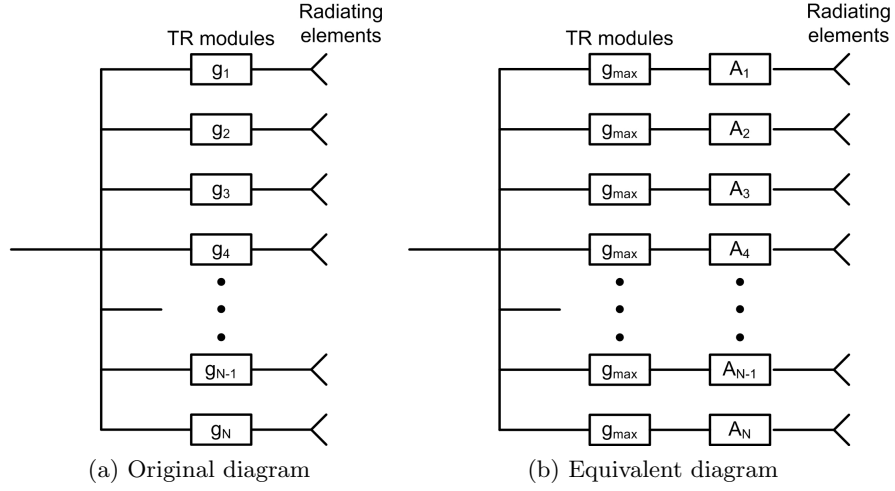 Radiating
elements
TR modules
g1
g2
g3
g4
gN-1
gN
(a) Original diagram
Radiating
elements
TR modules
gmax A1
gmax A2
gmax A3
gmax A4
gmax AN-1
gmax AN
(b) Equivalent diagram